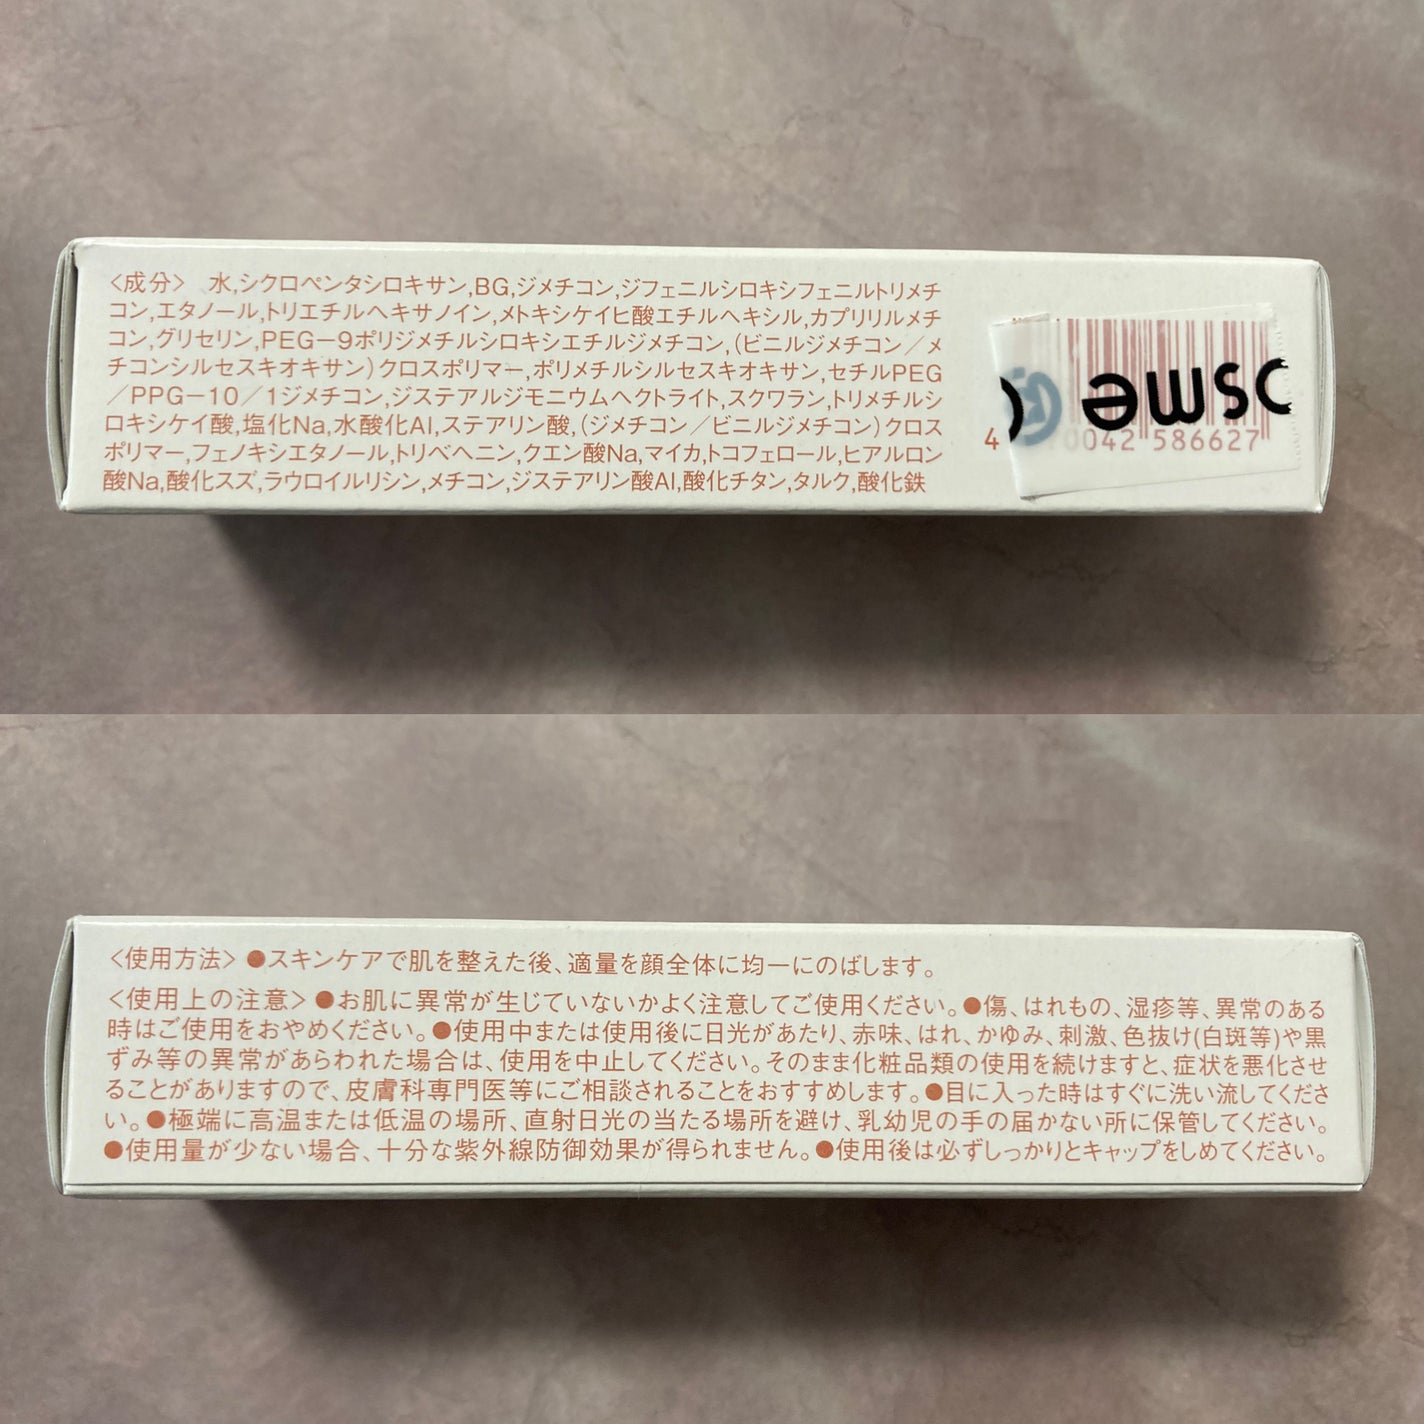 〈成分〉 水,シクロペンタシロキサン,BG,ジメチコン,ジフェニルシロキシフェニルトリメチ
コン,エタノール,トリエチルヘキサノイン,メトキシケイヒ酸エチルヘキシル,カプリリルメチ
コン,グリセリン,PEG－9ポリジメチルシロキシエチルジメチコン,(ビニルジメチコン／メ
チコンシルセスキオキサン)クロスポリマー,ポリメチルシルセスキオキサン,セチルPEG
／PPG－10／1ジメチコン,ジステアルジモニウムヘクトライト,スクワラン,トリメチルシ
ロキシケイ酸,塩化Na,水酸化Al,ステアリン酸,(ジメチコン／ビニルジメチコン)クロス
ポリマー,フェノキシエタノール,トリベヘニン,クエン酸Na,マイカ,トコフェロール,ヒアルロン
酸Na,酸化スズ,ラウロイルリシン,メチコン,ジステアリン酸Al,酸化チタン,タルク,酸化鉄
osme
4 0042 586627
〈使用方法〉●スキンケアで肌を整えた後、適量を顔全体に均一にのばします。
〈使用上の注意〉●お肌に異常が生じていないかよく注意してご使用ください。●傷、はれもの、湿疹等、異常のある
時はご使用をおやめください。●使用中または使用後に日光があたり、赤味、はれ、かゆみ、刺激、色抜け(白斑等)や黒
ずみ等の異常があらわれた場合は、使用を中止してください。そのまま化粧品類の使用を続けますと、症状を悪化させ
ることがありますので、皮膚科専門医等にご相談されることをおすすめします。●目に入った時はすぐに洗い流してくださ
い。●極端に高温または低温の場所、直射日光の当たる場所を避け、乳幼児の手の届かない所に保管してください。
●使用量が少ない場合、十分な紫外線防御効果が得られません。●使用後は必ずしっかりとキャップをしめてください。